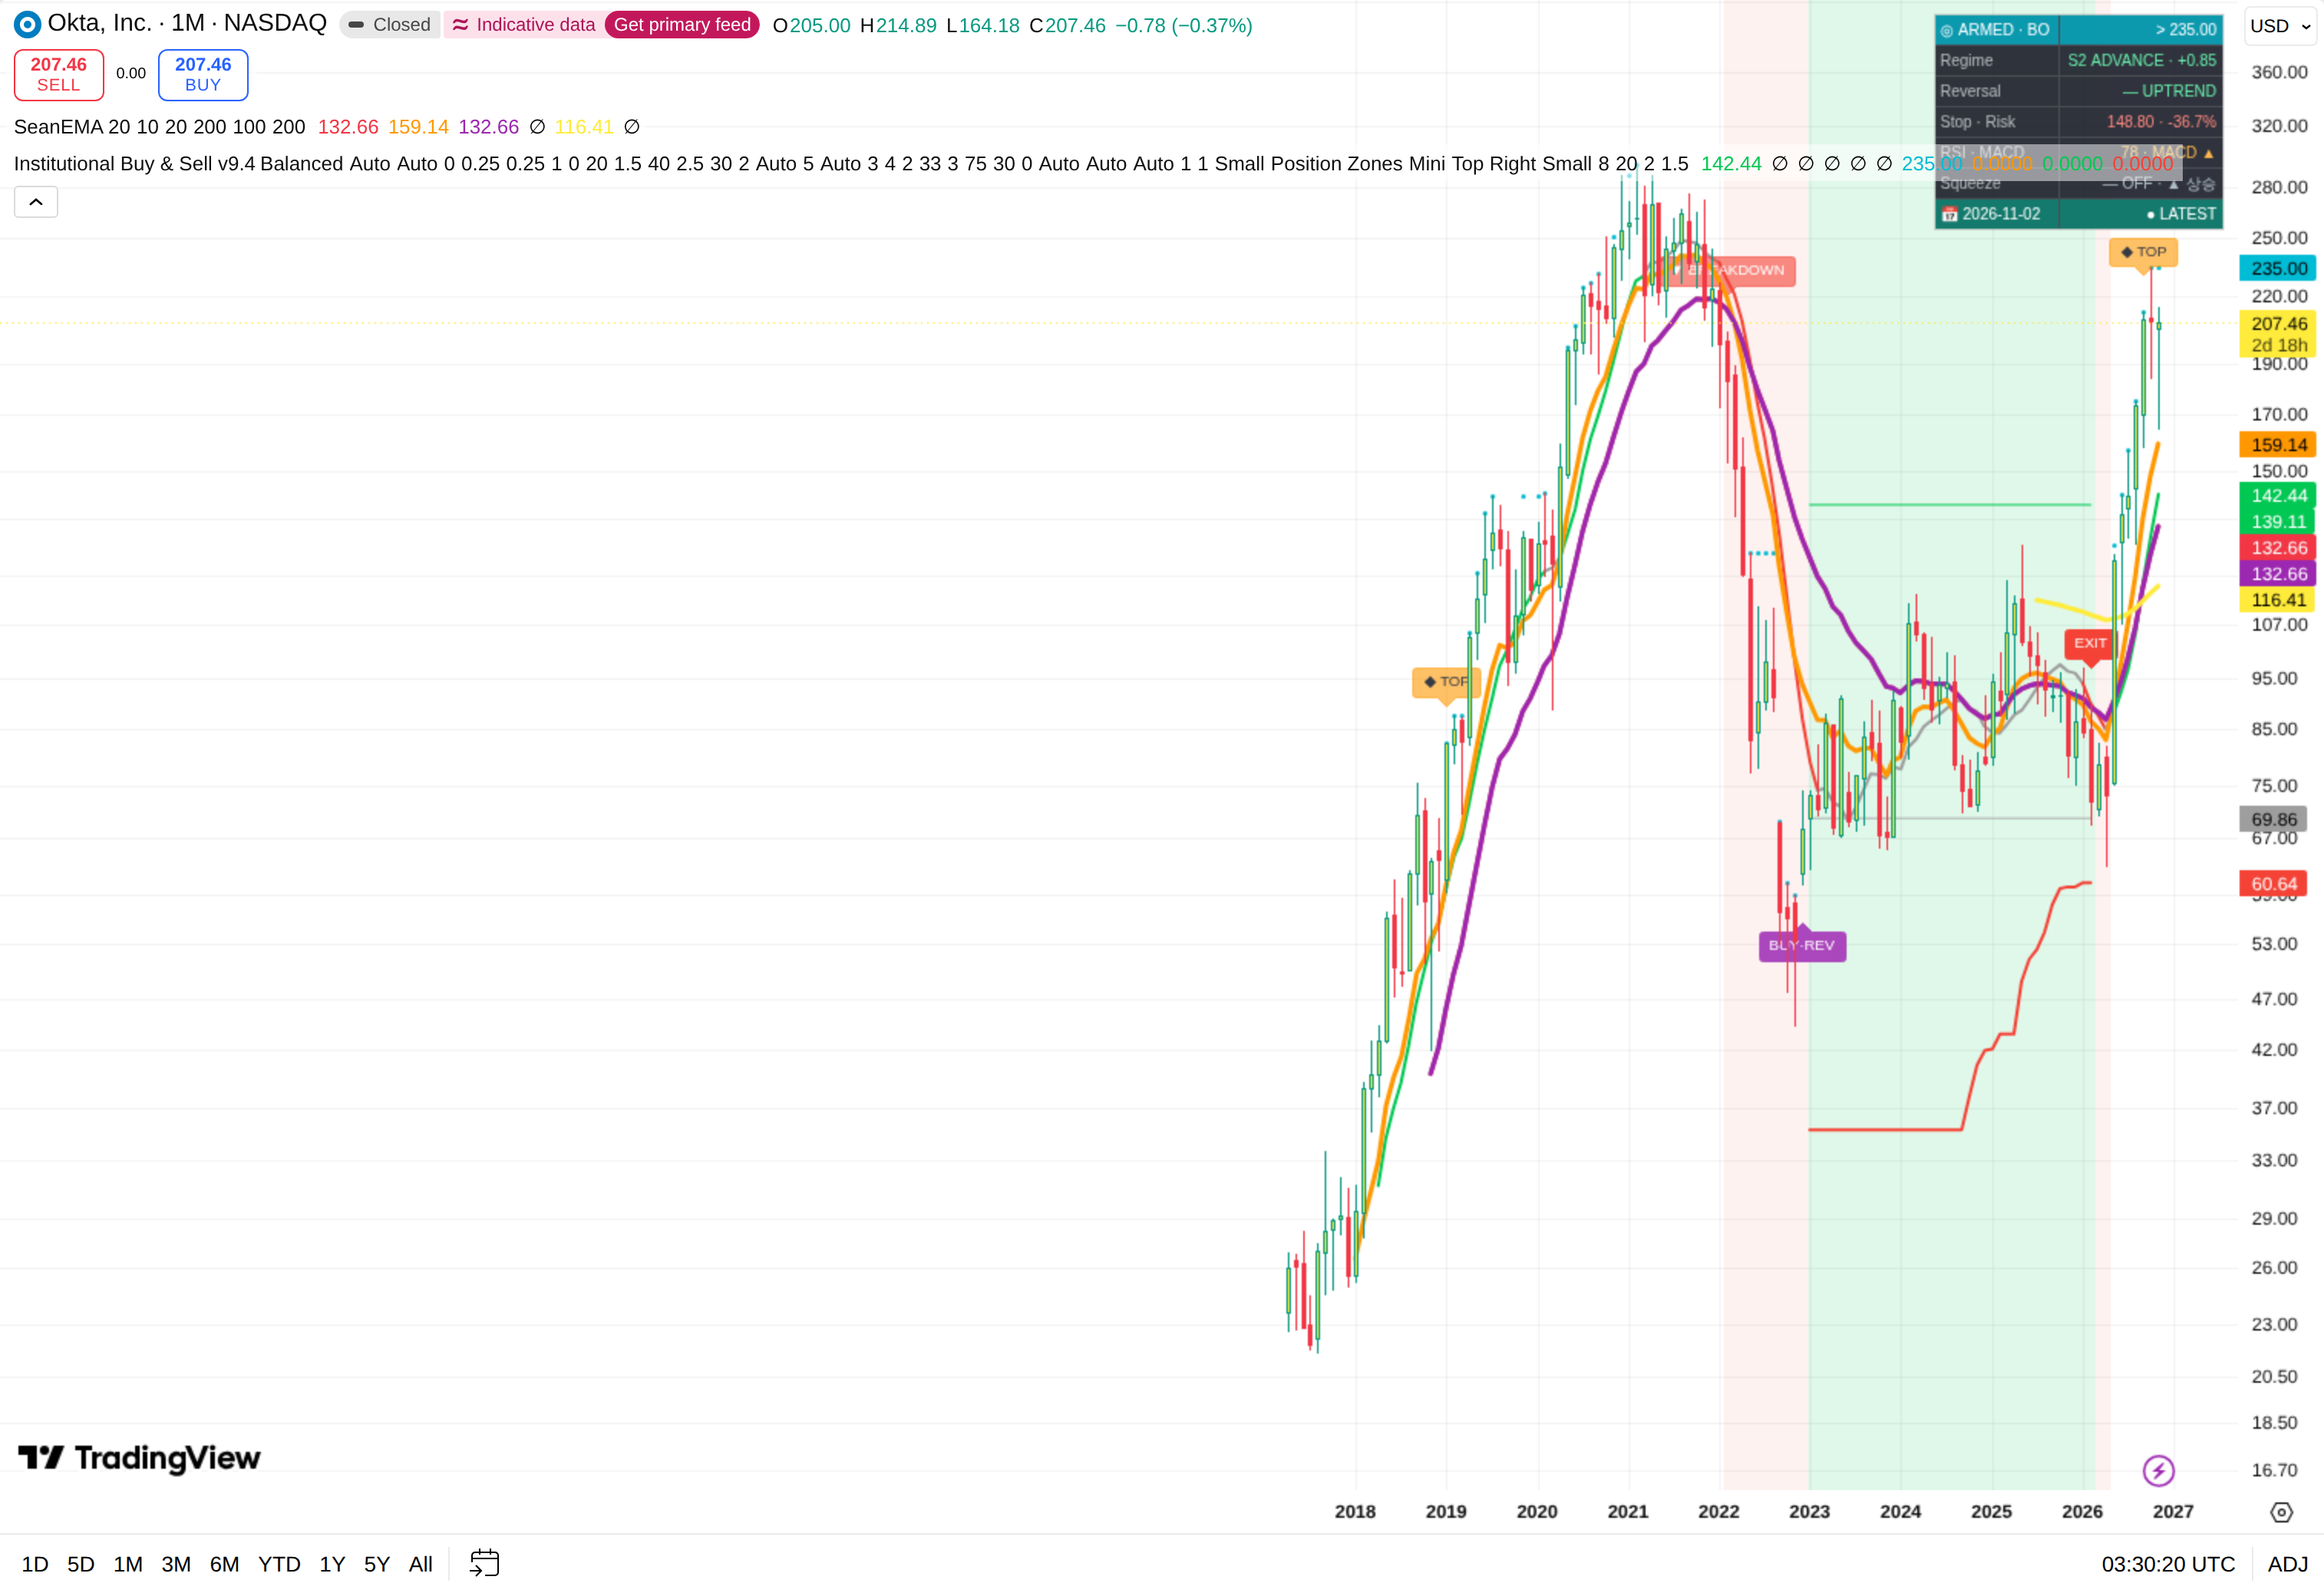 Okta, Inc. · 1M · NASDAQ Closed Indicative data Get primary feed O205.00 H214.89 L164.18 C207.46 −0.78 (−0.37%)
207.46 SELL 0.00 207.46 BUY
SeanEMA 20 10 20 200 100 200 132.66 159.14 132.66 ∅ 116.41 ∅
Institutional Buy & Sell v9.4 Balanced Auto Auto 0 0.25 0.25 1 0 20 1.5 40 2.5 30 2 Auto 5 Auto 3 4 2 33 3 75 30 0 Auto Auto Auto 1 1 Small Position Zones Mini Top Right Small 8 20 2 1.5 142.44 ∅ ∅ ∅ ∅ ∅ 235.00 0.0000 0.0000 0.0000
◎ ARMED · BO > 235.00
Regime S2 ADVANCE · +0.85
Reversal — UPTREND
Stop · Risk 148.80 · -36.7%
RSI · MACD 78 · MACD ▲
Squeeze — OFF · ▲ 상승
2026-11-02 ● LATEST
USD
360.00
320.00
280.00
250.00
235.00
220.00
207.46
2d 18h
190.00
170.00
159.14
150.00
142.44
139.11
132.66
132.66
116.41
107.00
95.00
85.00
75.00
69.86
67.00
60.64
53.00
47.00
42.00
37.00
33.00
29.00
26.00
23.00
20.50
18.50
16.70
◆ TOP
◆ TOP
EXIT
BUY-REV
TradingView
2018 2019 2020 2021 2022 2023 2024 2025 2026 2027
1D 5D 1M 3M 6M YTD 1Y 5Y All
03:30:20 UTC ADJ